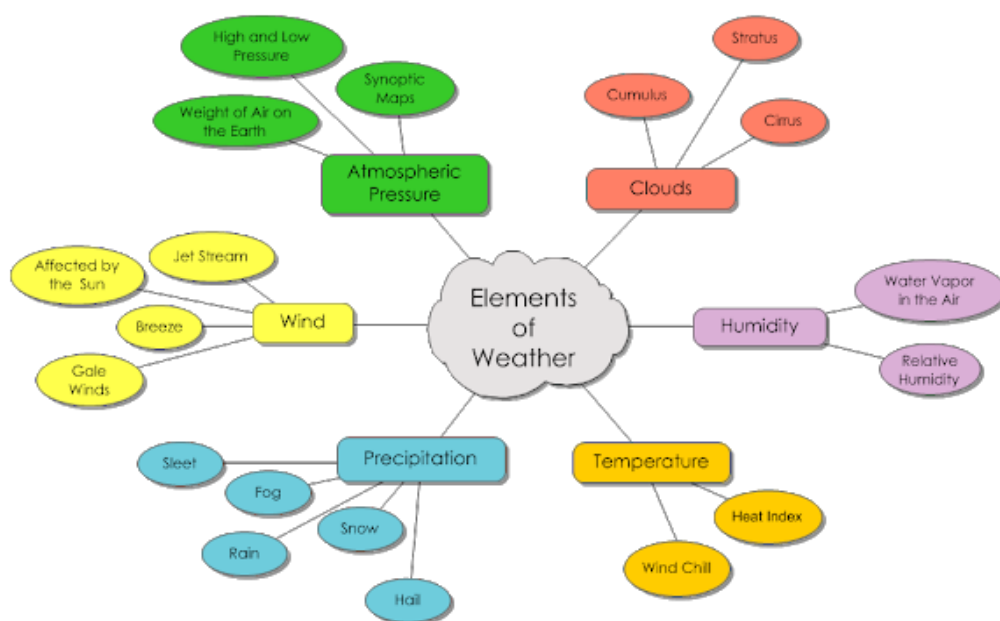 High and Low
Pressure
Synoptic
Maps
Weight of Air on
the Earth
Atmospheric
Pressure
Stratus
Cumulus
Cirrus
Clouds
Jet Stream
Affected by
the Sun
Breeze
Wind
Gale
Winds
Elements
of
Weather
Water Vapor
in the Air
Humidity
Relative
Humidity
Precipitation
Sleet
Fog
Snow
Rain
Hail
Temperature
Heat Index
Wind Chill